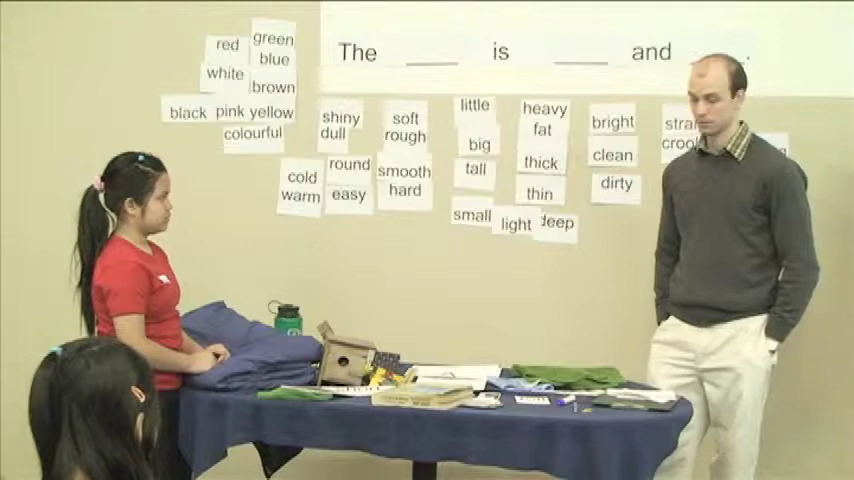 The ____ is ____ and ____.
red
green
blue
white
brown
black
pink
yellow
colourful
shiny
dull
cold
warm
round
easy
soft
rough
smooth
hard
little
big
tall
small
light
deep
heavy
fat
thick
thin
bright
clean
dirty